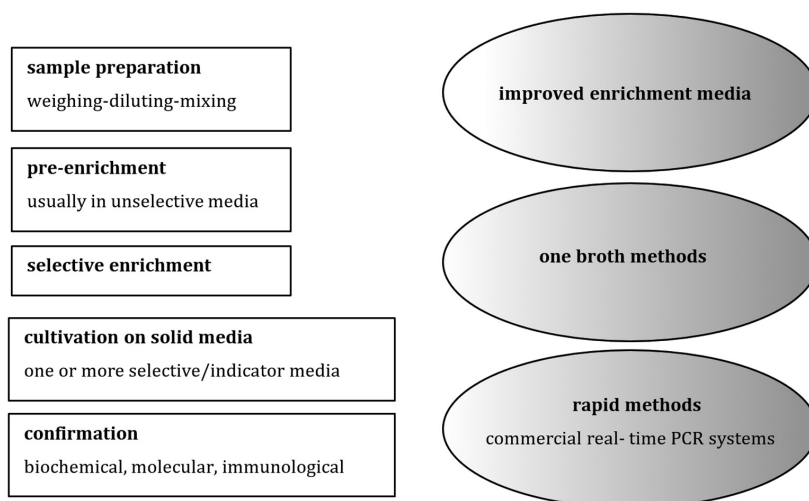 sample preparation
weighing-diluting-mixing
pre-enrichment
usually in unselective media
selective enrichment
cultivation on solid media
one or more selective/indicator media
confirmation
biochemical, molecular, immunological
improved enrichment media
one broth methods
rapid methods
commercial real- time PCR systems